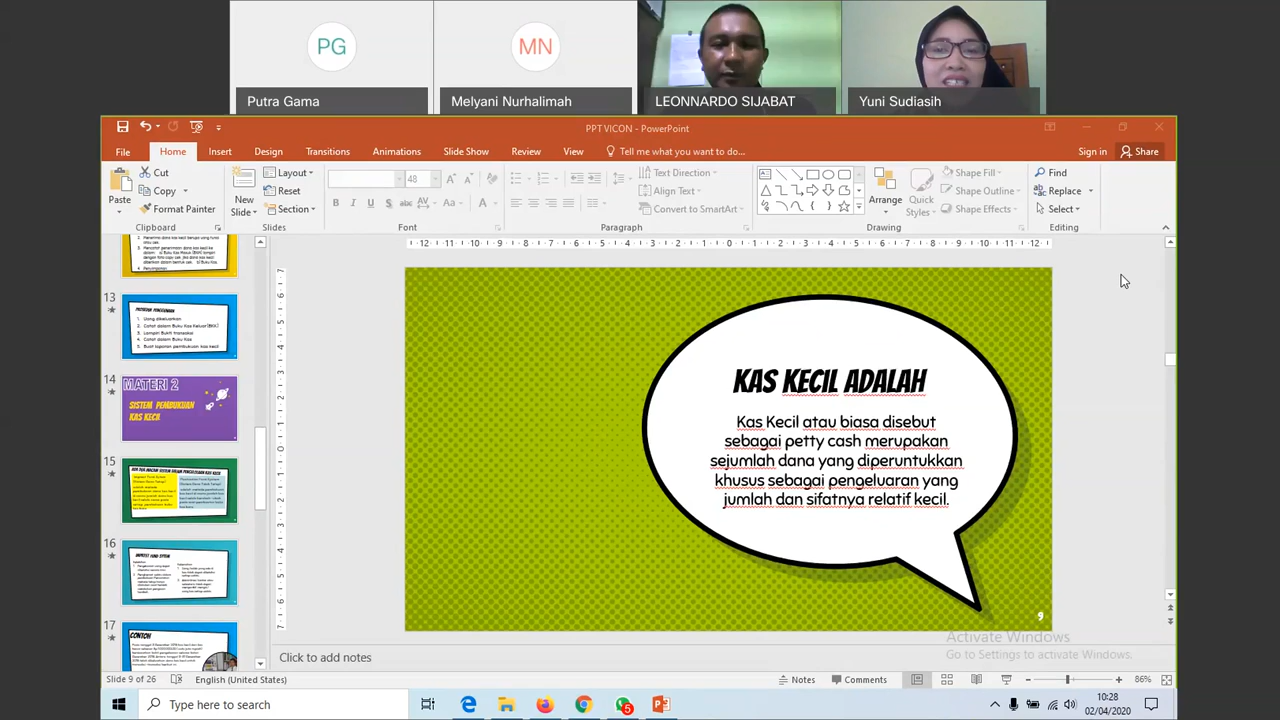 PG
MN
Putra Gama
Melyani Nurhalimah
LEONNARDO SIJABAT
Yuni Sudiasih
PPT VICON - PowerPoint
File
Home
Insert
Design
Transitions
Animations
Slide Show
Review
View
Tell me what you want to do...
Sign in
Share
Paste
Cut
Copy
Format Painter
Clipboard
New
Slide
Layout
Reset
Section
Slides
48
Font
Text Direction
Align Text
Convert to SmartArt
Paragraph
Arrange
Quick
Styles
Shape Fill
Shape Outline
Shape Effects
Drawing
Find
Replace
Select
Editing
13
Uang dikeluarkan
14
MATERI 2
SISTEM PEMBUKUAN
KAS KECIL
15
16
17
CONTOH
KAS KECIL ADALAH
Kas Kecil atau biasa disebut
sebagai petty cash merupakan
sejumlah dana yang diperuntukkan
khusus sebagai pengeluaran yang
jumlah dan sifatnya relatif kecil.
9
Activate Windows
Go to Settings to activate Windows.
Click to add notes
Slide 9 of 26
English (United States)
Notes
Comments
86%
Type here to search
5
10:28
02/04/2020